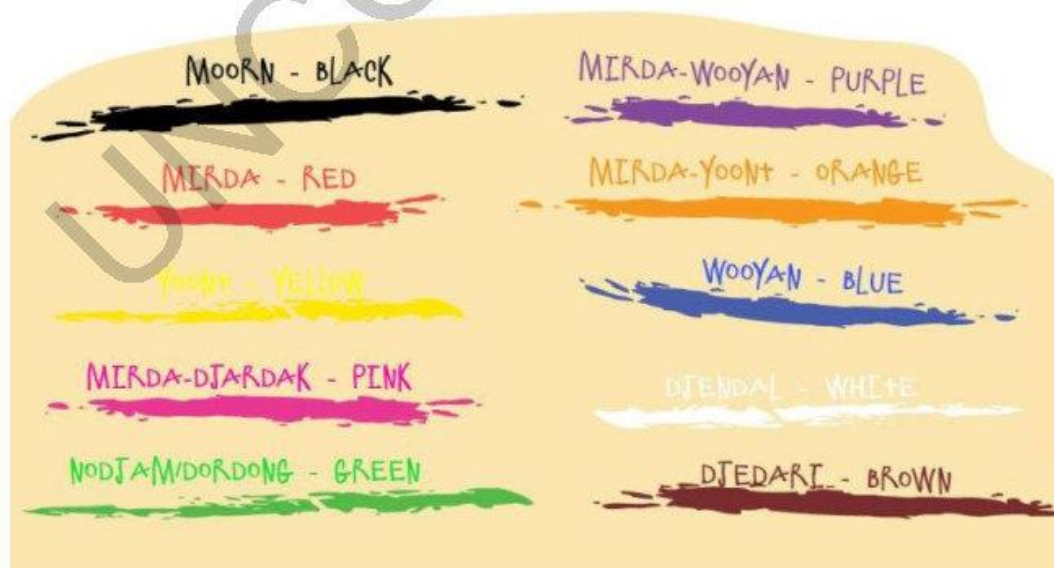 MOORN - BLACK
MIRDA - RED
YOONT - YELLOW
MIRDA-DJARDAK - PINK
NODJAM/DORDONG - GREEN
MIRDA-WOOYAN - PURPLE
MIRDA-YOONT - ORANGE
WOOYAN - BLUE
DJENDAL - WHITE
DJEDARI - BROWN